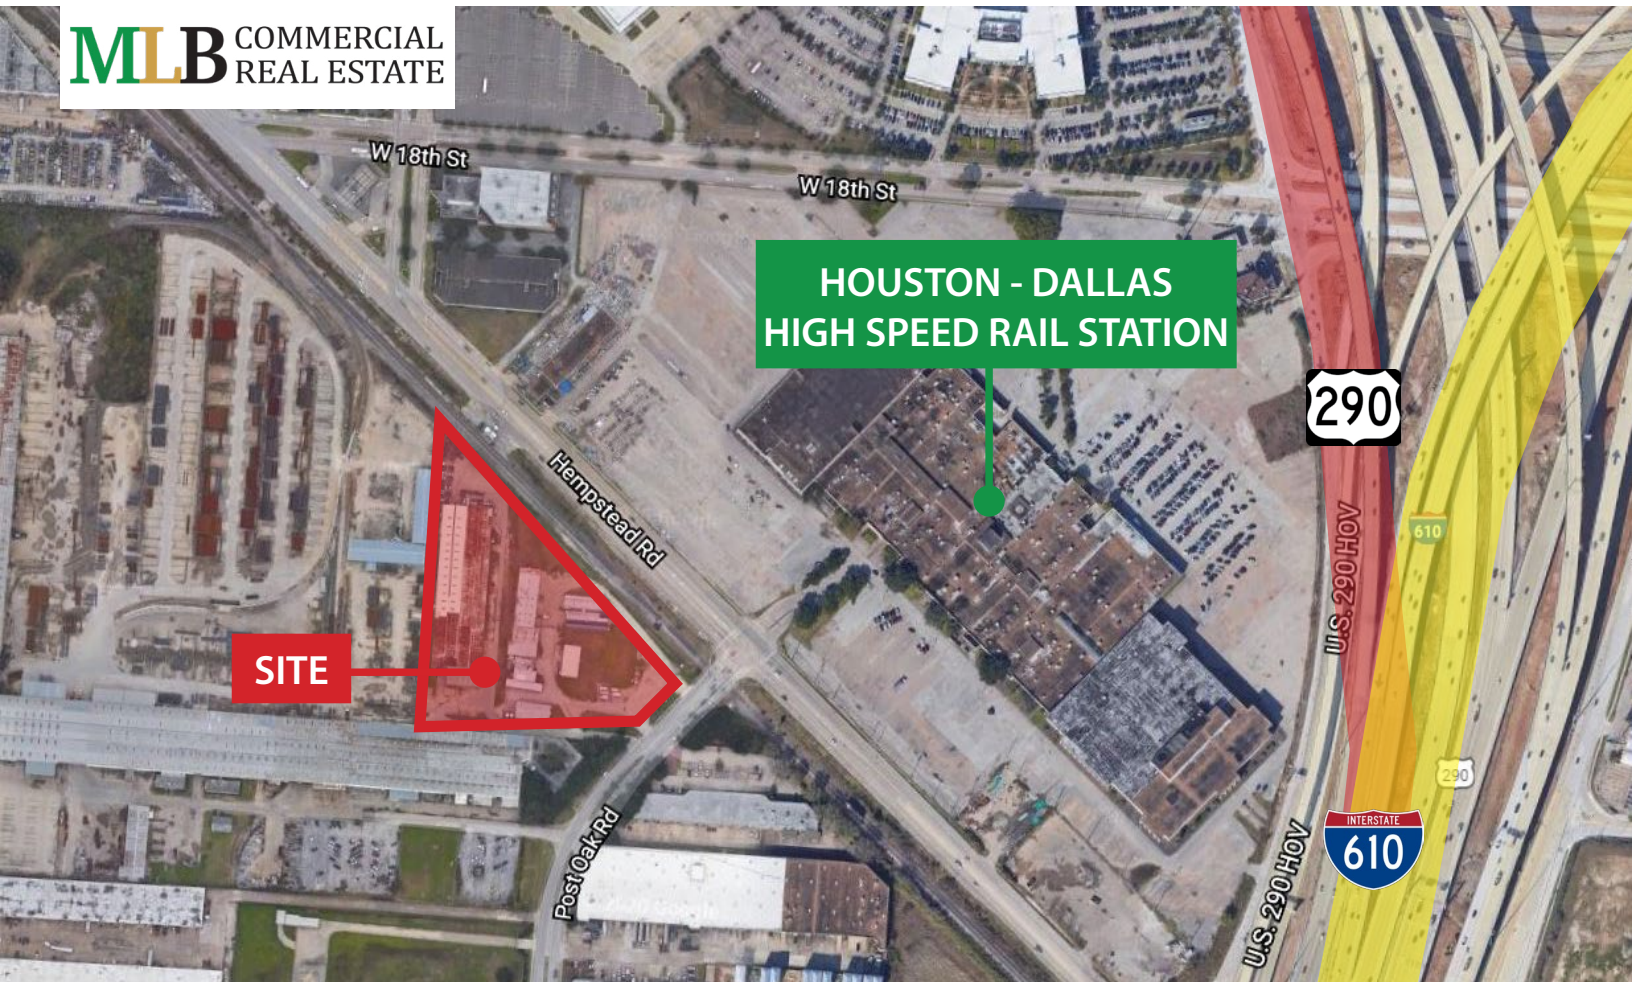 MLB COMMERCIAL
REAL ESTATE
W 18th St
W 18th St
HOUSTON - DALLAS
HIGH SPEED RAIL STATION
290
Hempstead Rd
610
U.S. 290 HOV
SITE
290
INTERSTATE
610
Post Oak Rd
U.S. 290 HOV